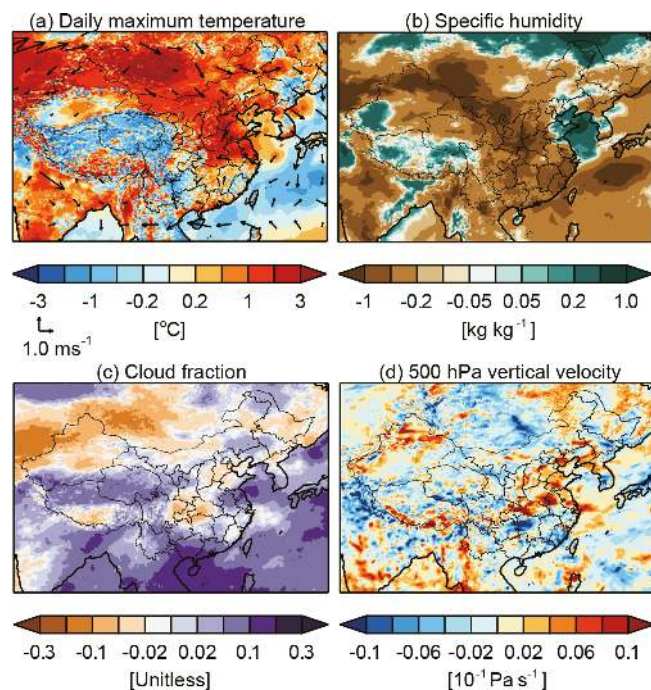 (a) Daily maximum temperature
(b) Specific humidity
-3 -1 -0.2 0.2 1 3
-1 -0.2 -0.05 0.05 0.2 1.0
[°C]
[kg kg⁻¹]
1.0 ms⁻¹
(c) Cloud fraction
(d) 500 hPa vertical velocity
-0.3 -0.1 -0.02 0.02 0.1 0.3
-0.1 -0.06 -0.02 0.02 0.06 0.1
[Unitless]
[10⁻¹ Pa s⁻¹]